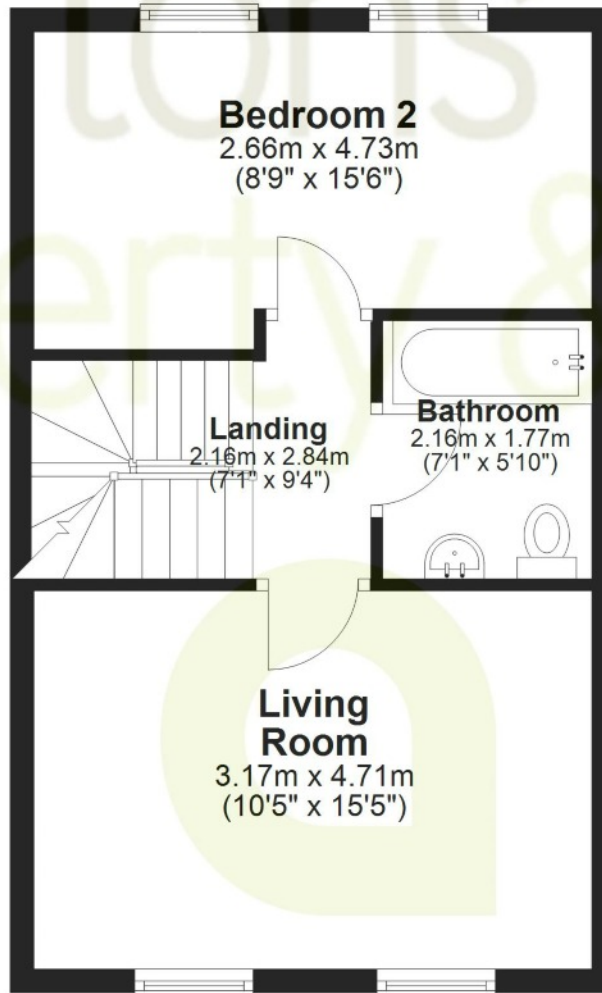 tons
Bedroom 2
2.66m x 4.73m
(8'9" x 15'6")
erty &
Landing
2.16m x 2.84m
(7'1" x 9'4")
Bathroom
2.16m x 1.77m
(7'1" x 5'10")
Living
Room
3.17m x 4.71m
(10'5" x 15'5")